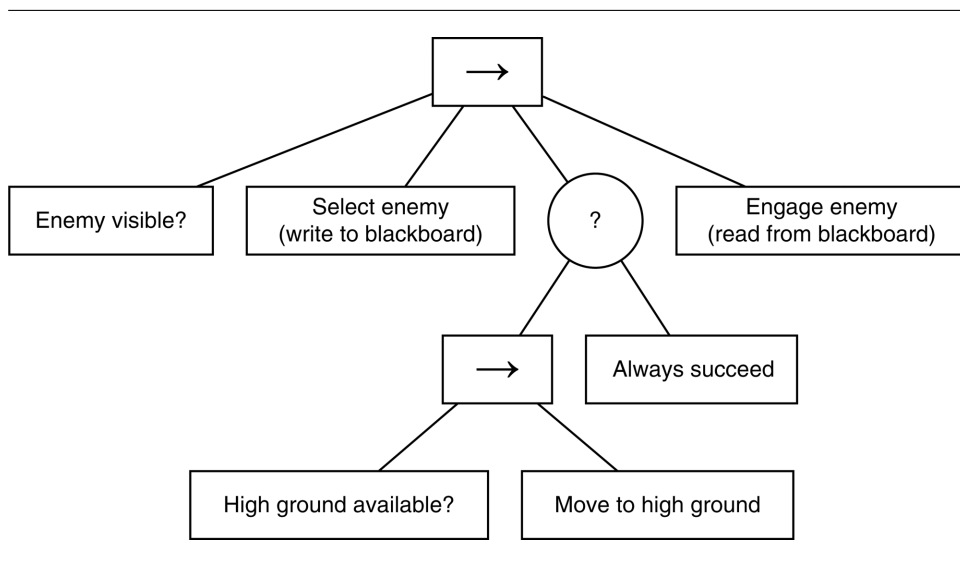 →
Enemy visible?
Select enemy
(write to blackboard)
?
Engage enemy
(read from blackboard)
→
Always succeed
High ground available?
Move to high ground